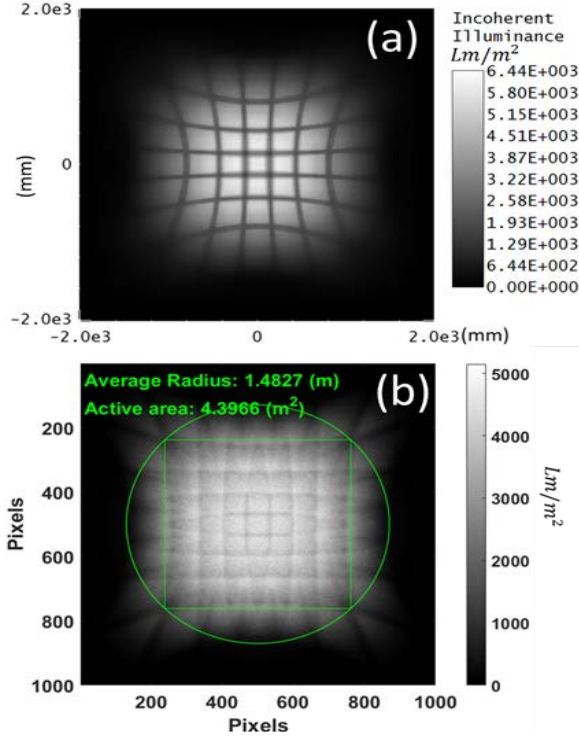 2.0e3
(a)
Incoherent
Illuminance
Lm/m²
6.44E+003
5.80E+003
5.15E+003
4.51E+003
3.87E+003
3.22E+003
2.58E+003
1.93E+003
1.29E+003
6.44E+002
0.00E+000
0
(mm)
-2.0e3
-2.0e3
0
2.0e3(mm)
Average Radius: 1.4827 (m)
(b)
Active area: 4.3966 (m²)
200
400
600
800
1000
Pixels
200
400
600
800
1000
Pixels
5000
4000
3000
2000
1000
0
Lm/m²